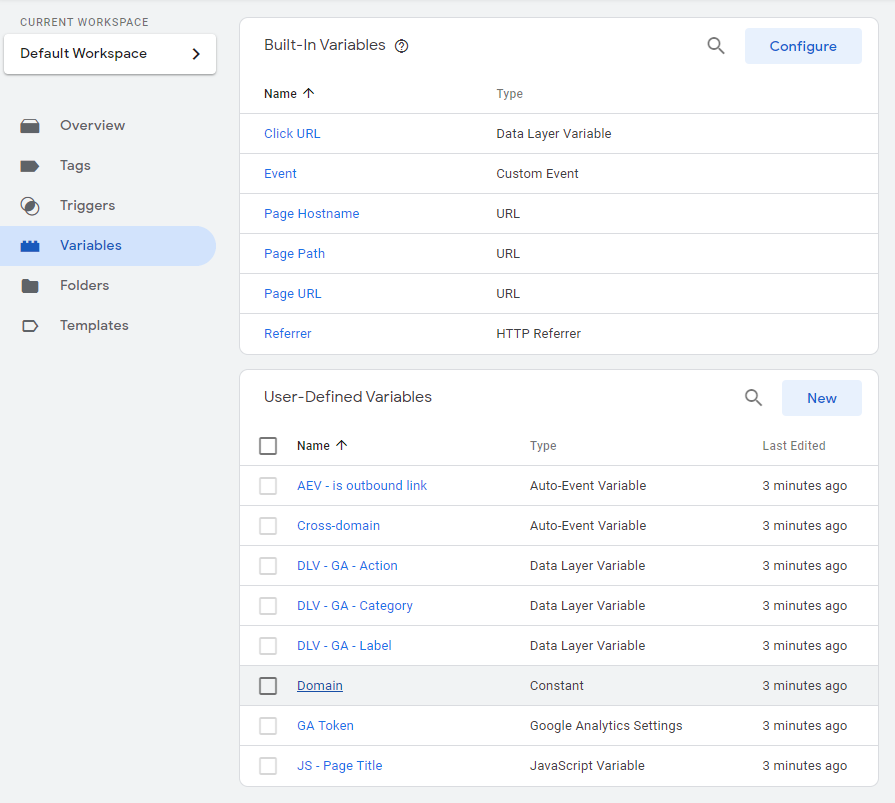 CURRENT WORKSPACE
Default Workspace
Overview
Tags
Triggers
Variables
Folders
Templates
Built-In Variables
Configure
Name Type
Click URL Data Layer Variable
Event Custom Event
Page Hostname URL
Page Path URL
Page URL URL
Referrer HTTP Referrer
User-Defined Variables
New
Name Type Last Edited
AEV - is outbound link Auto-Event Variable 3 minutes ago
Cross-domain Auto-Event Variable 3 minutes ago
DLV - GA - Action Data Layer Variable 3 minutes ago
DLV - GA - Category Data Layer Variable 3 minutes ago
DLV - GA - Label Data Layer Variable 3 minutes ago
Domain Constant 3 minutes ago
GA Token Google Analytics Settings 3 minutes ago
JS - Page Title JavaScript Variable 3 minutes ago